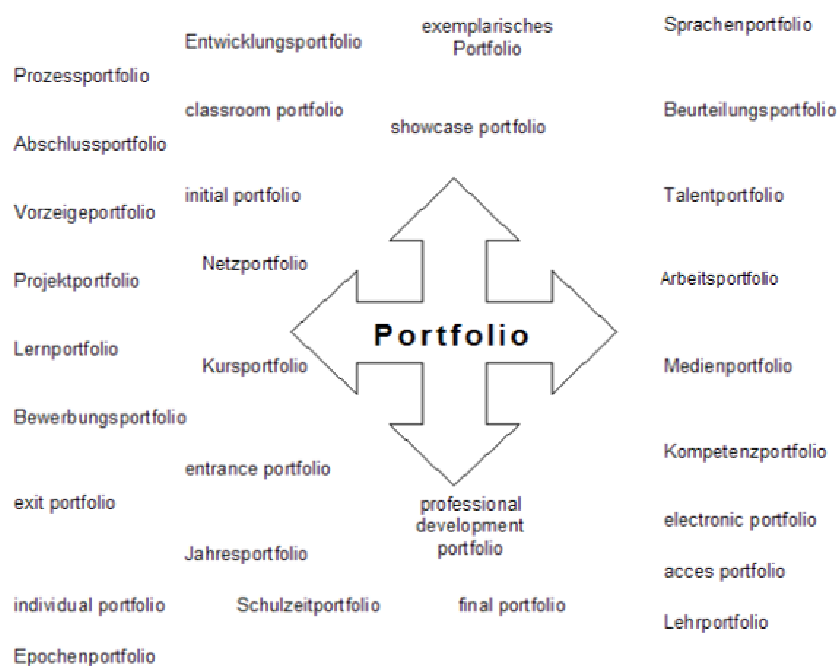 Entwicklungsportfolio
exemplarisches
Portfolio
Sprachenportfolio
Prozessportfolio
classroom portfolio
showcase portfolio
Beurteilungsportfolio
Abschlussportfolio
initial portfolio
Talentportfolio
Vorzeigeportfolio
Netzportfolio
Projektportfolio
Arbeitsportfolio
Portfolio
Lernportfolio
Kursportfolio
Medienportfolio
Bewerbungsportfolio
entrance portfolio
Kompetenzportfolio
exit portfolio
professional
development
portfolio
electronic portfolio
Jahresportfolio
acces portfolio
individual portfolio
Schulzeitportfolio
final portfolio
Lehrportfolio
Epochenportfolio